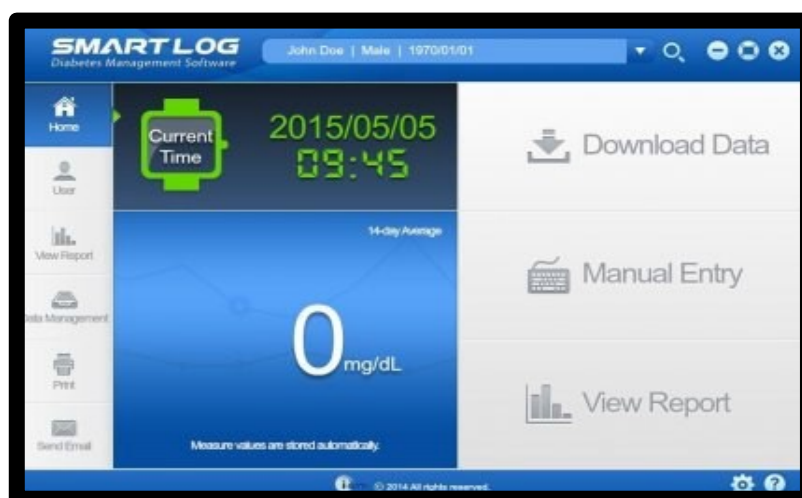 SMART LOG
Diabetes Management Software
John Doe | Male | 1970/01/01
Home
User
View Report
Data Management
Print
Send Email
Current
Time
2015/05/05
09:45
14-day Average
0 mg/dL
Measure values are stored automatically.
Download Data
Manual Entry
View Report
© 2014 All rights reserved.